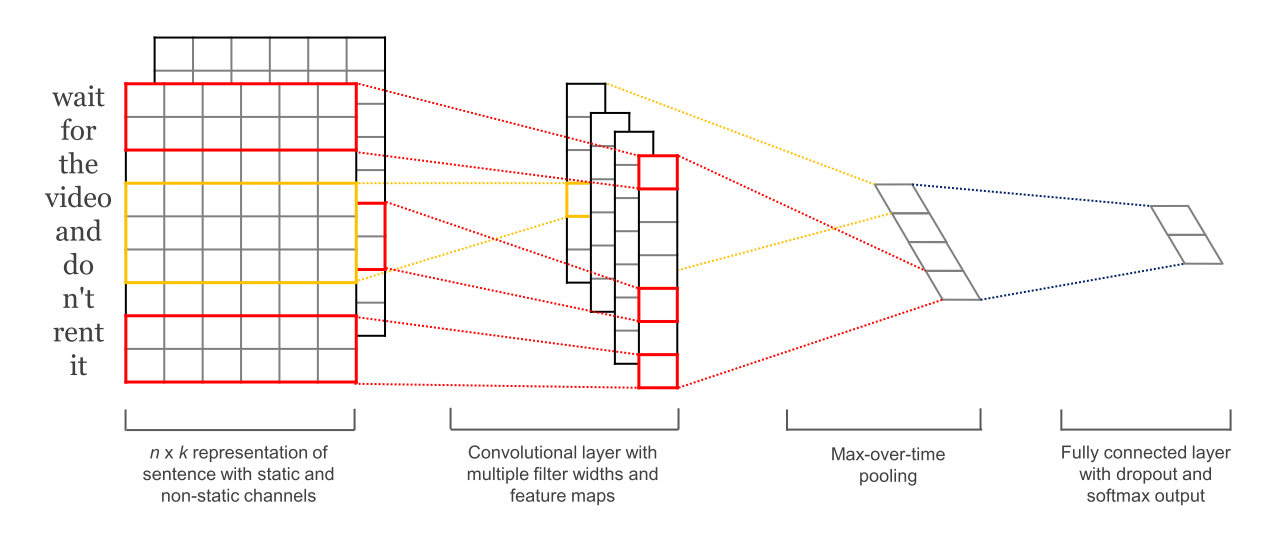 wait
for
the
video
and
do
n't
rent
it
n x k representation of
sentence with static and
non-static channels
Convolutional layer with
multiple filter widths and
feature maps
Max-over-time
pooling
Fully connected layer
with dropout and
softmax output